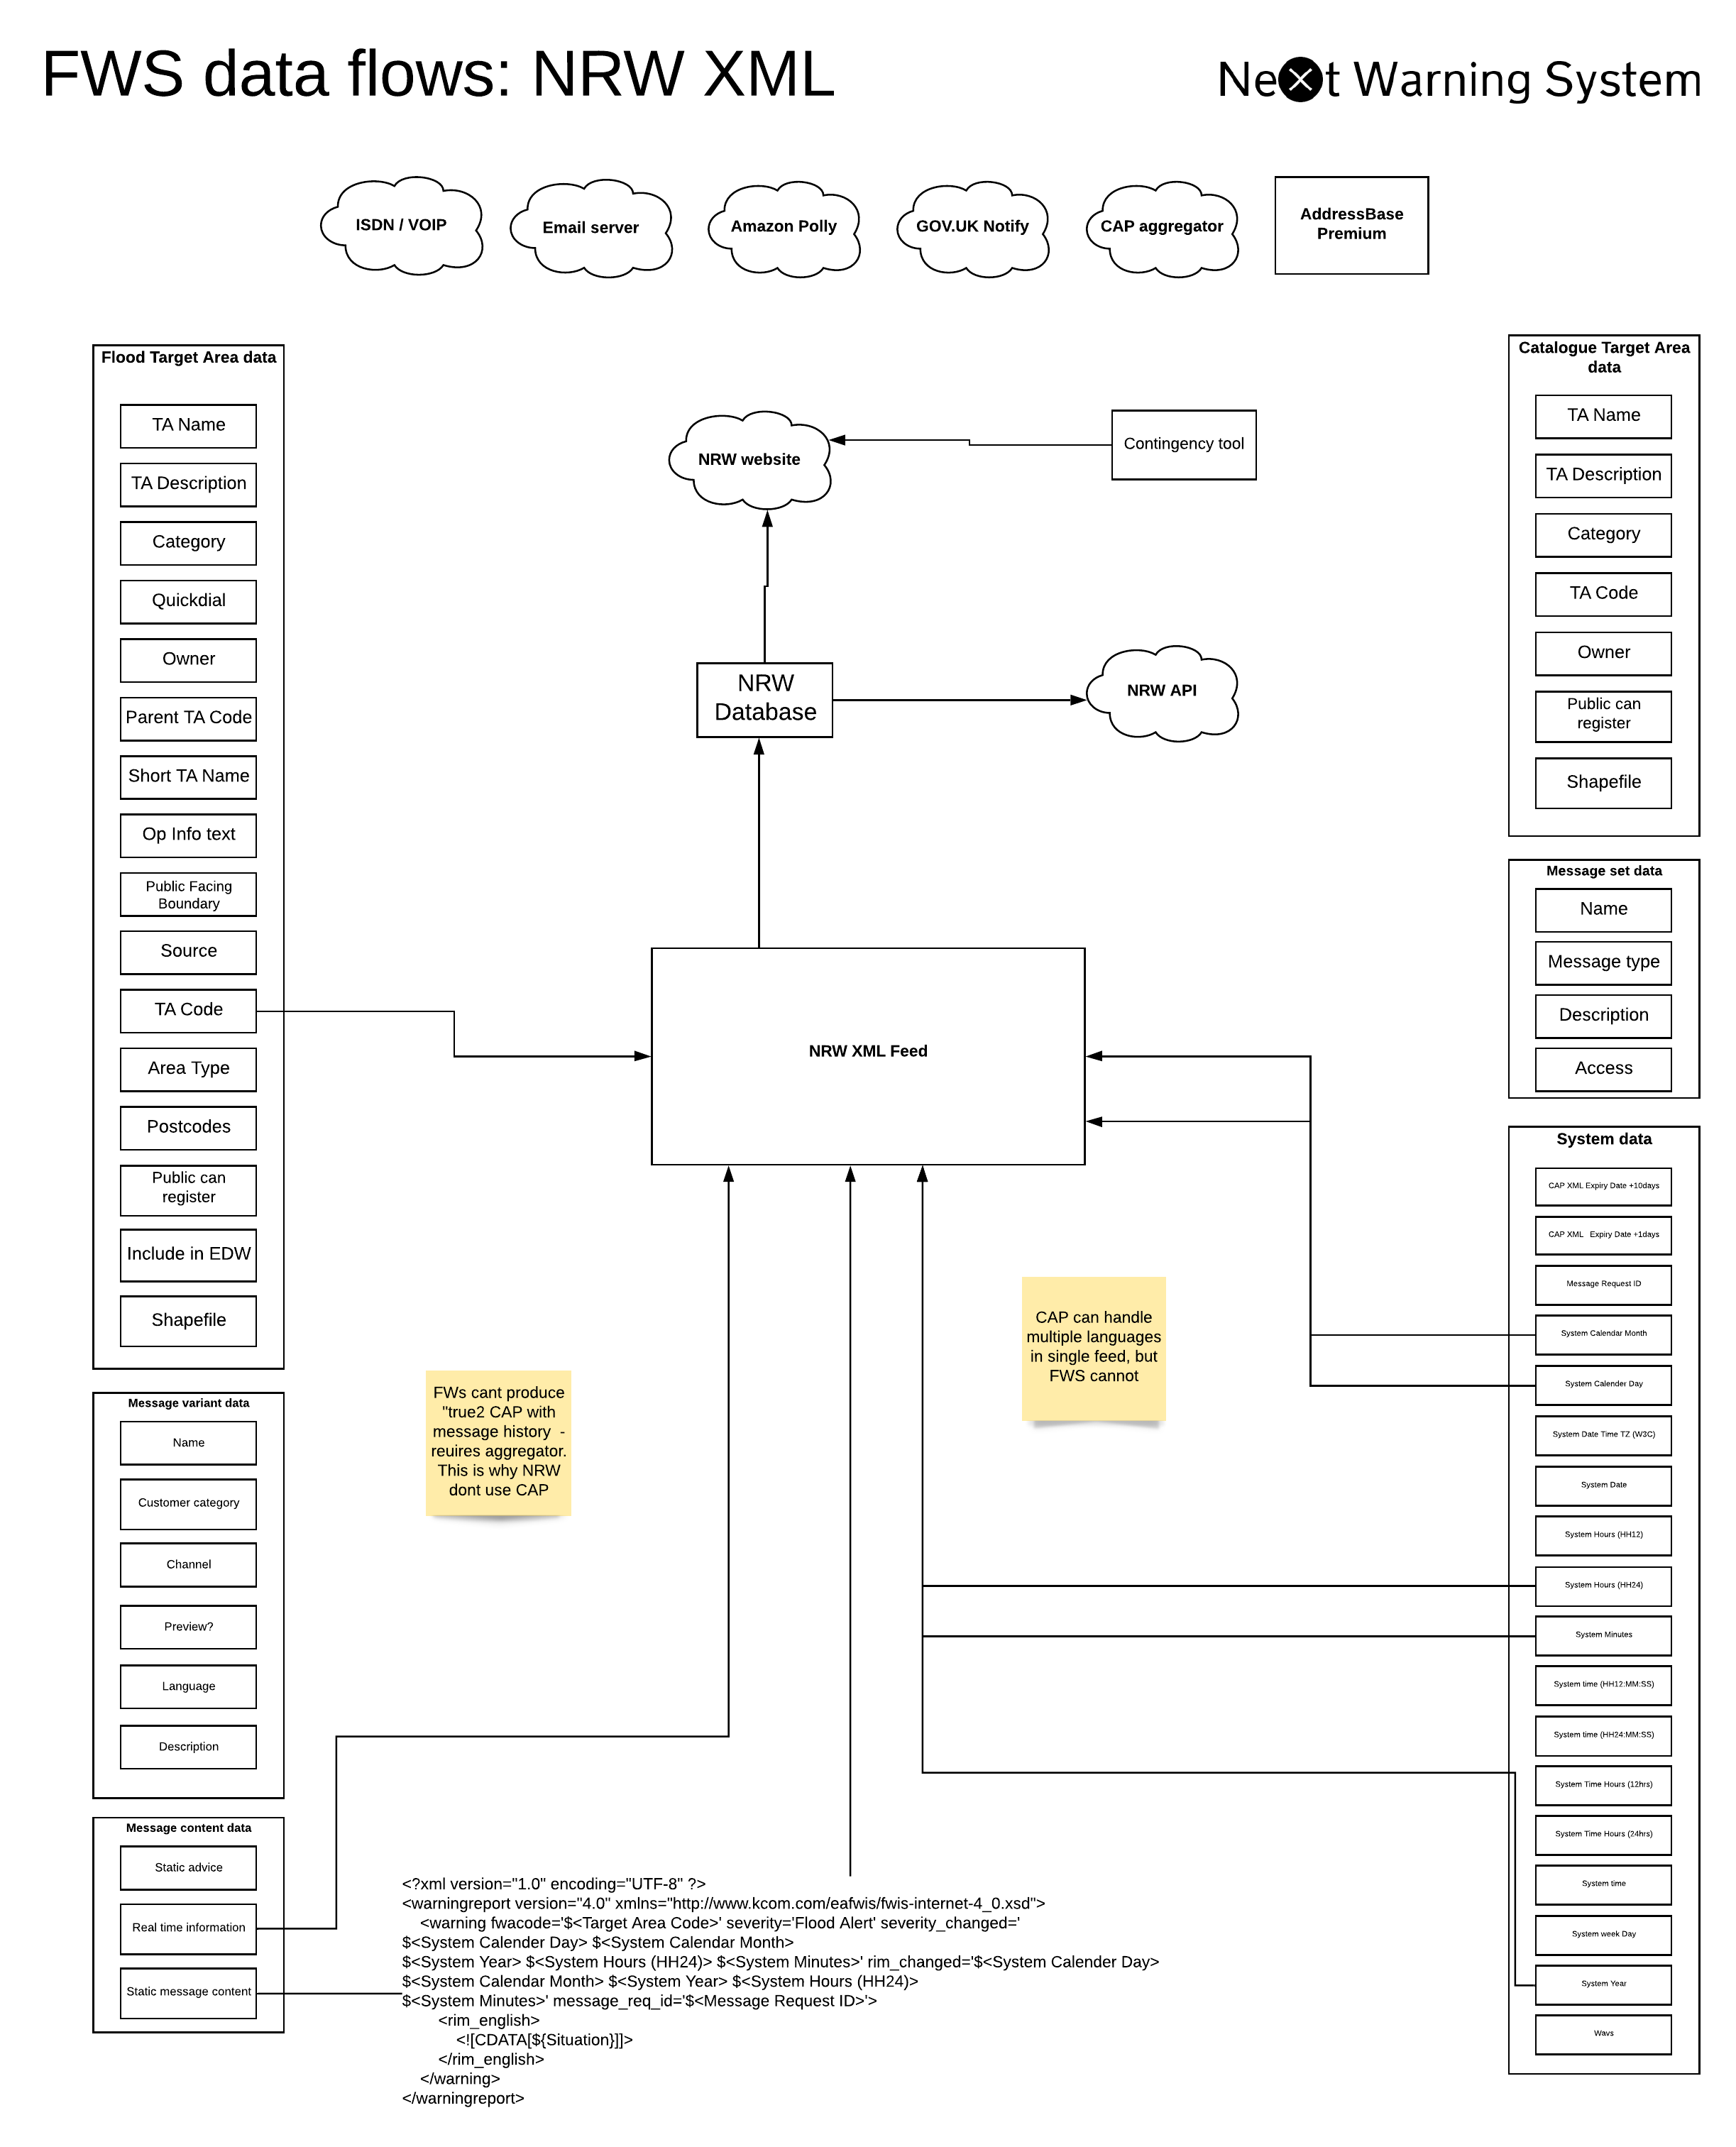 FWS data flows: NRW XML
Next Warning System
ISDN / VOIP
Email server
Amazon Polly
GOV.UK Notify
CAP aggregator
AddressBase
Premium
Flood Target Area data
TA Name
TA Description
Category
Quickdial
Owner
Parent TA Code
Short TA Name
Op Info text
Public Facing
Boundary
Source
TA Code
Area Type
Postcodes
Public can
register
Include in EDW
Shapefile
Message variant data
Name
Customer category
Channel
Preview?
Language
Description
Message content data
Static advice
Real time information
Static message content
NRW website
Contingency tool
NRW
Database
NRW API
NRW XML Feed
CAP can handle
multiple languages
in single feed, but
FWS cannot
FWs cant produce
"true2 CAP with
message history  -
reuires aggregator.
This is why NRW
dont use CAP
<?xml version="1.0" encoding="UTF-8" ?>
<warningreport version="4.0" xmlns="http://www.kcom.com/eafwis/fwis-internet-4_0.xsd">
<warning fwacode='$<Target Area Code>' severity='Flood Alert' severity_changed='
$<System Calender Day> $<System Calendar Month>
$<System Year> $<System Hours (HH24)> $<System Minutes>' rim_changed='$<System Calender Day>
$<System Calendar Month> $<System Year> $<System Hours (HH24)>
$<System Minutes>' message_req_id='$<Message Request ID>'>
<rim_english>
<![CDATA[${Situation}]]>
</rim_english>
</warning>
</warningreport>
Catalogue Target Area
data
TA Name
TA Description
Category
TA Code
Owner
Public can
register
Shapefile
Message set data
Name
Message type
Description
Access
System data
CAP XML Expiry Date +10days
CAP XML   Expiry Date +1days
Message Request ID
System Calendar Month
System Calender Day
System Date Time TZ (W3C)
System Date
System Hours (HH12)
System Hours (HH24)
System Minutes
System time (HH12:MM:SS)
System time (HH24:MM:SS)
System Time Hours (12hrs)
System Time Hours (24hrs)
System time
System week Day
System Year
Wavs